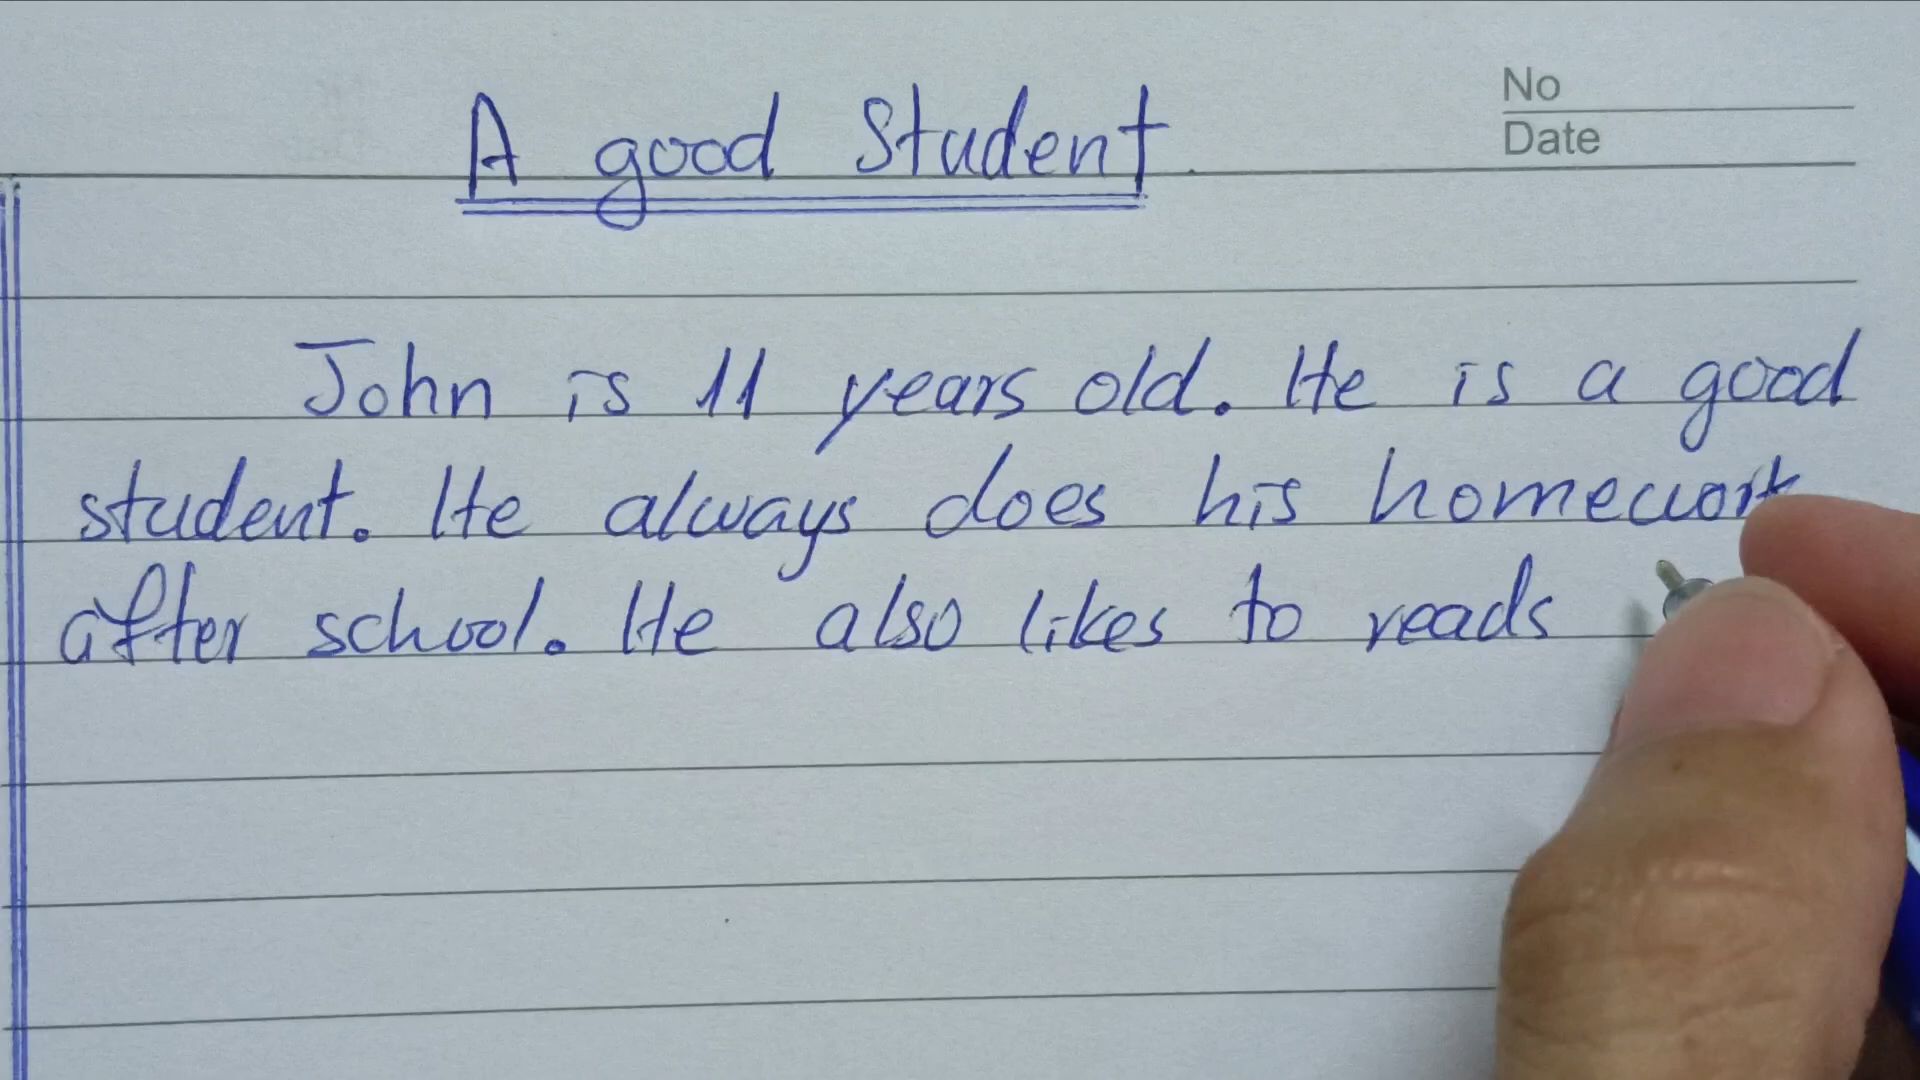 No
Date
A good Student
John is 11 years old. He is a good
student. He always does his homework
after school. He also likes to reads